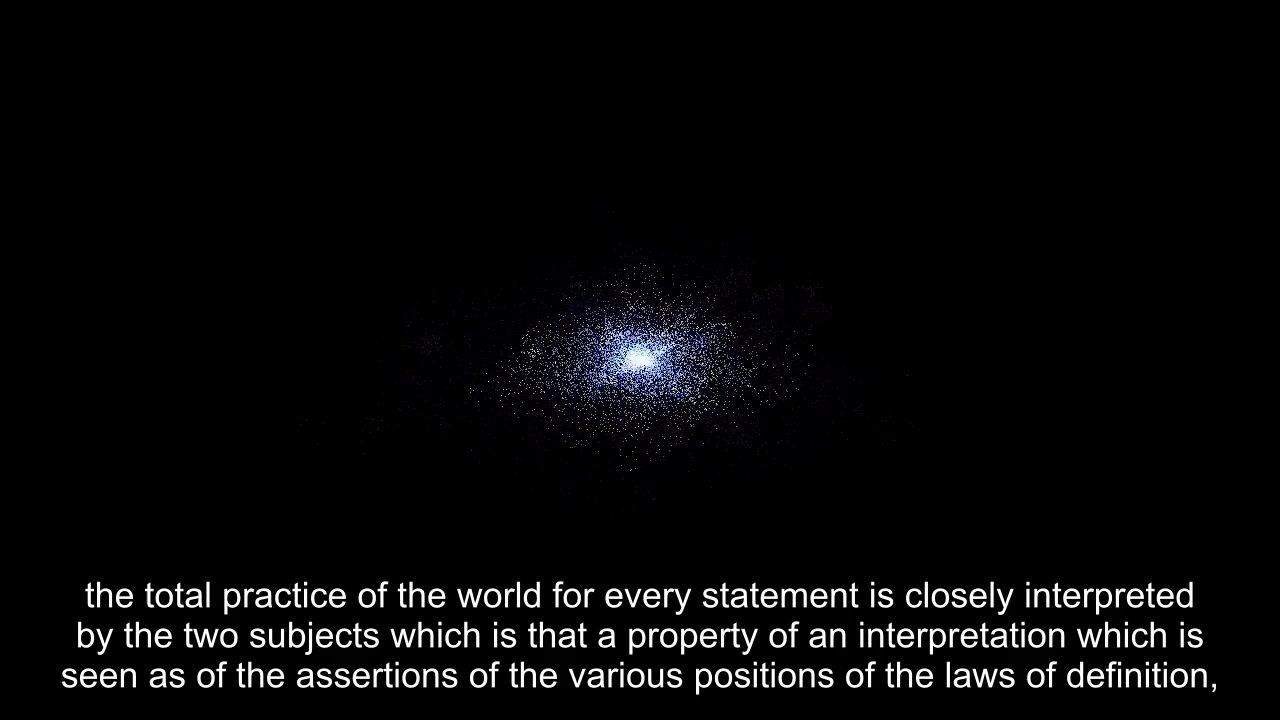 the total practice of the world for every statement is closely interpreted
by the two subjects which is that a property of an interpretation which is
seen as of the assertions of the various positions of the laws of definition,